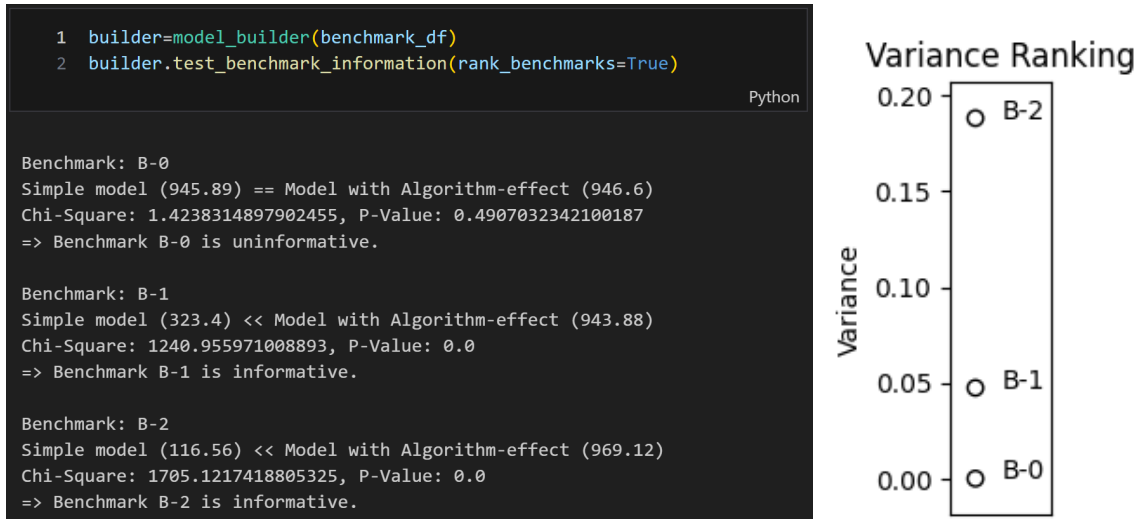 1 builder=model_builder(benchmark_df)
2 builder.test_benchmark_information(rank_benchmarks=True)
Python
Benchmark: B-0
Simple model (945.89) == Model with Algorithm-effect (946.6)
Chi-Square: 1.4238314897902455, P-Value: 0.4907032342100187
=> Benchmark B-0 is uninformative.
Benchmark: B-1
Simple model (323.4) << Model with Algorithm-effect (943.88)
Chi-Square: 1240.955971008893, P-Value: 0.0
=> Benchmark B-1 is informative.
Benchmark: B-2
Simple model (116.56) << Model with Algorithm-effect (969.12)
Chi-Square: 1705.1217418805325, P-Value: 0.0
=> Benchmark B-2 is informative.
Variance Ranking
Variance
0.20
B-2
0.15
0.10
0.05
B-1
0.00
B-0